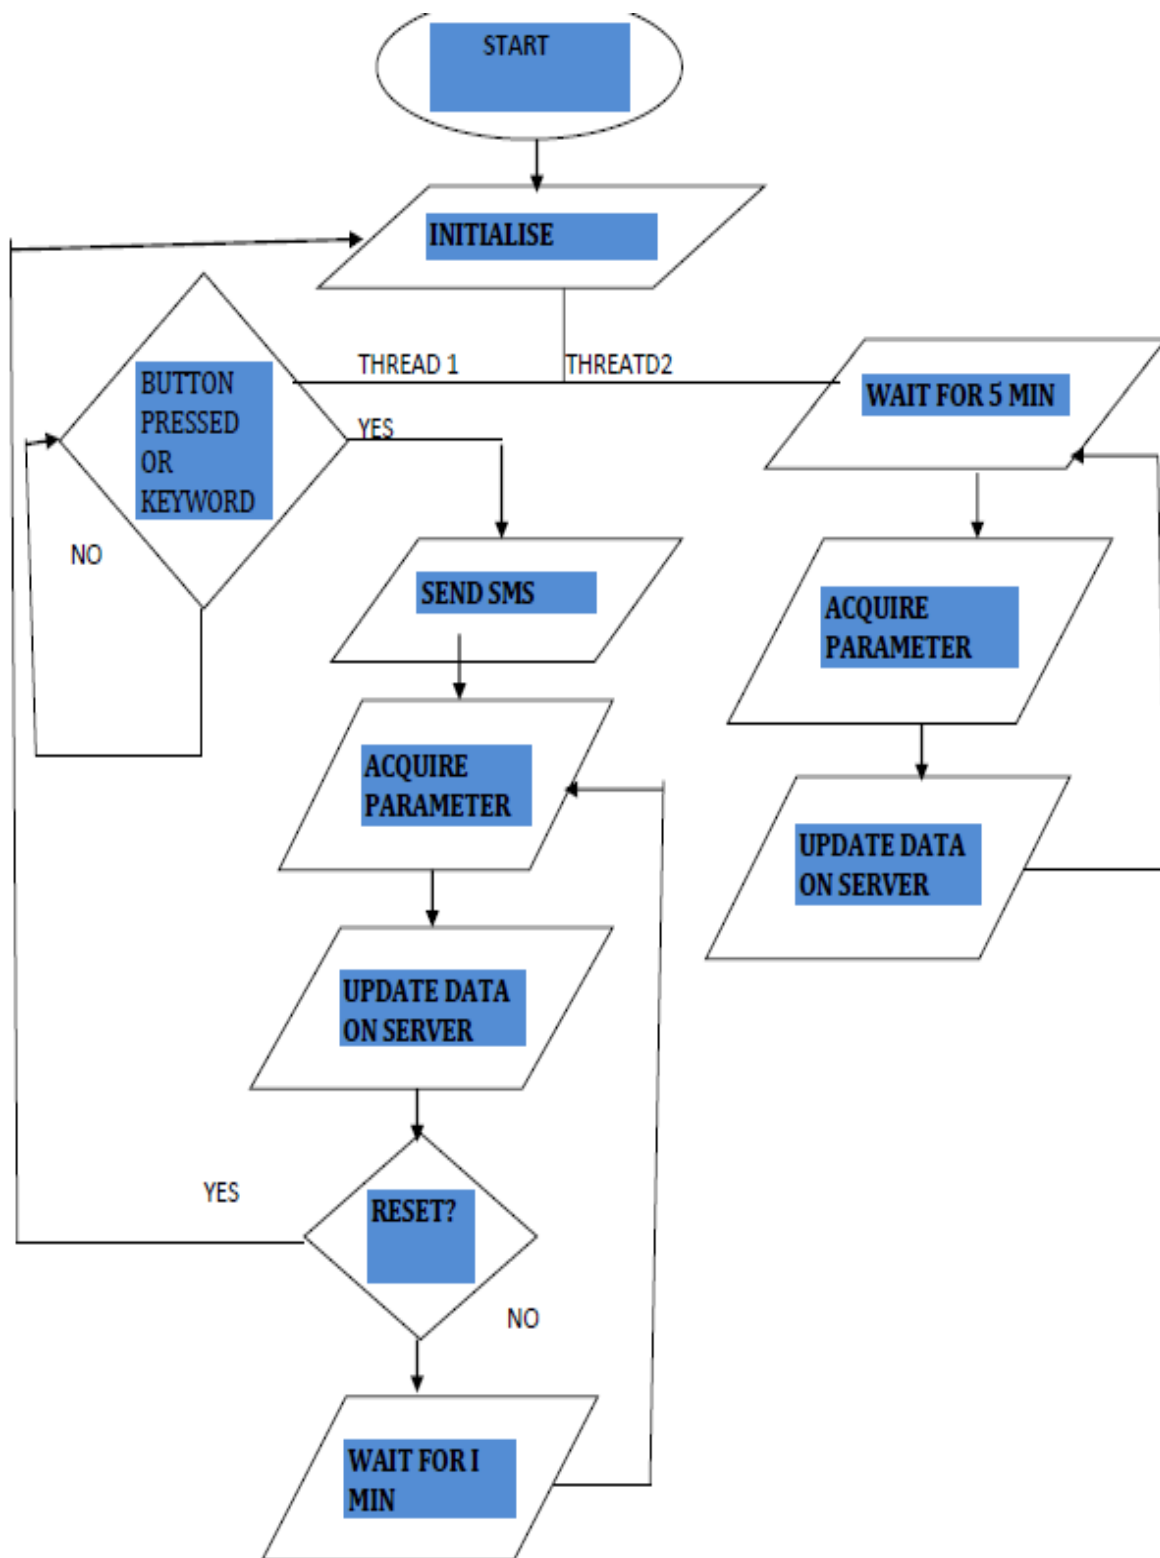 START
INITIALISE
THREAD 1
THREATD2
BUTTON
PRESSED
OR
KEYWORD
YES
NO
WAIT FOR 5 MIN
SEND SMS
ACQUIRE
PARAMETER
ACQUIRE
PARAMETER
UPDATE DATA
ON SERVER
UPDATE DATA
ON SERVER
YES
RESET?
NO
WAIT FOR I
MIN